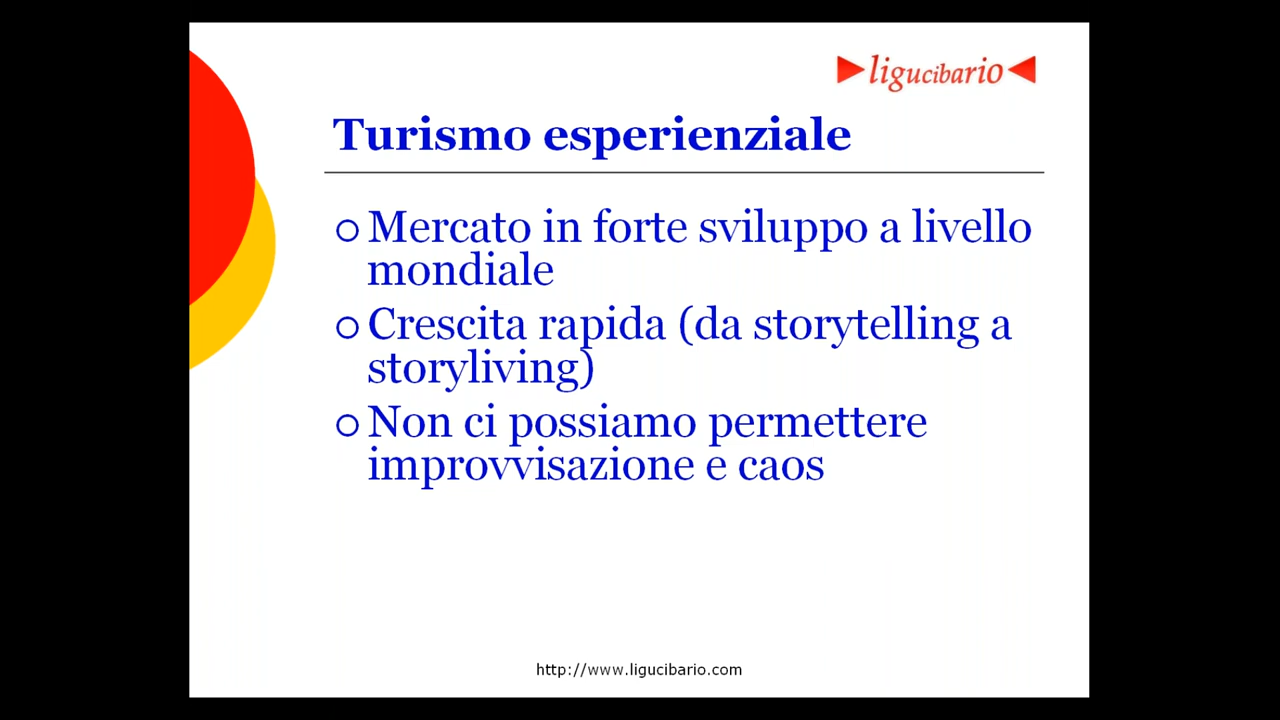 ligucibario
Turismo esperienziale
Mercato in forte sviluppo a livello
mondiale
Crescita rapida (da storytelling a
storyliving)
Non ci possiamo permettere
improvvisazione e caos
http://www.ligucibario.com